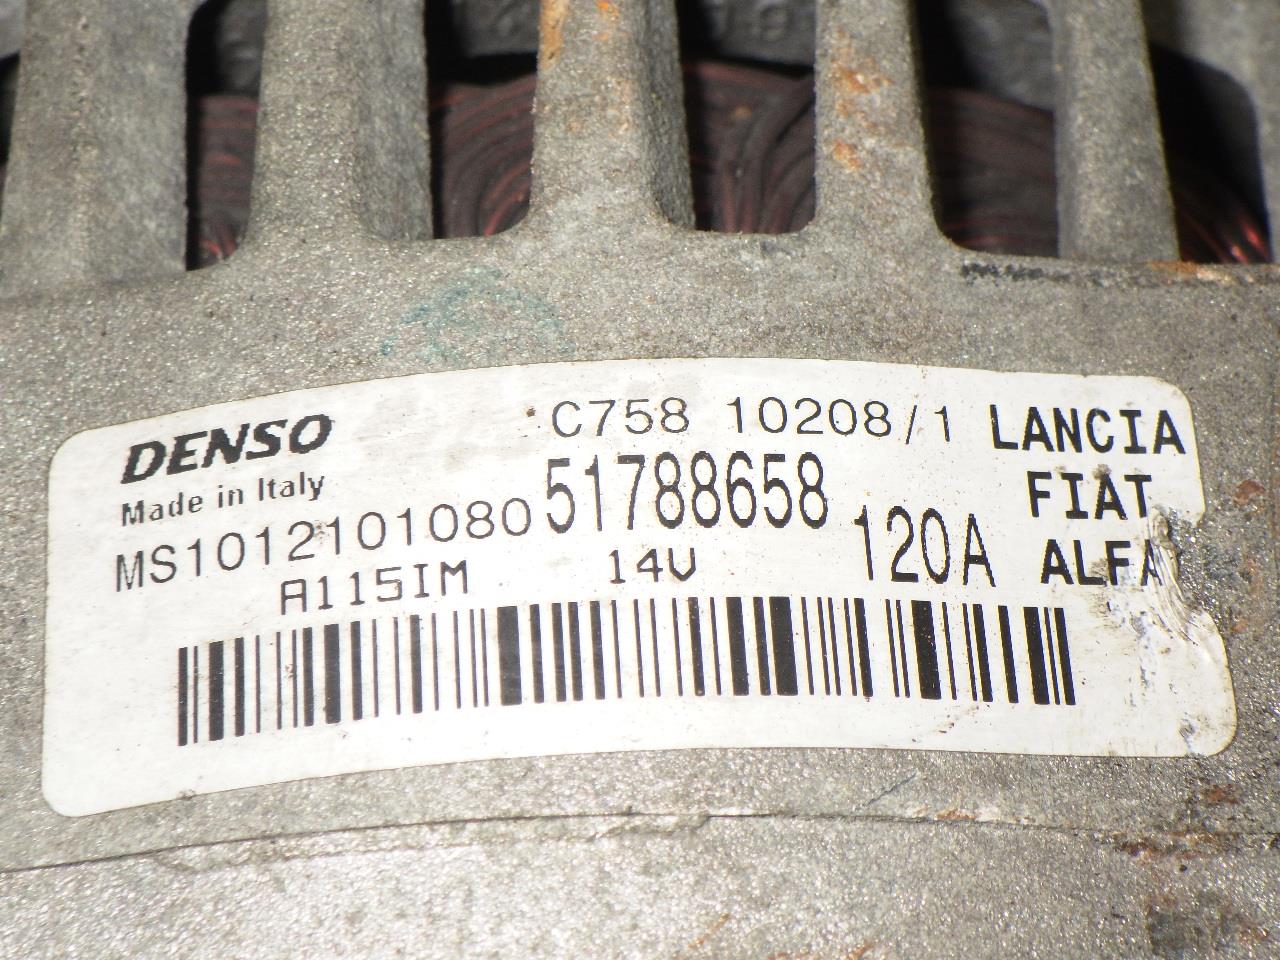 DENSO C758 10208/1 LANCIA
Made in Italy 51788658 FIAT
MS1012101080 120A ALFA
A115IM 14V